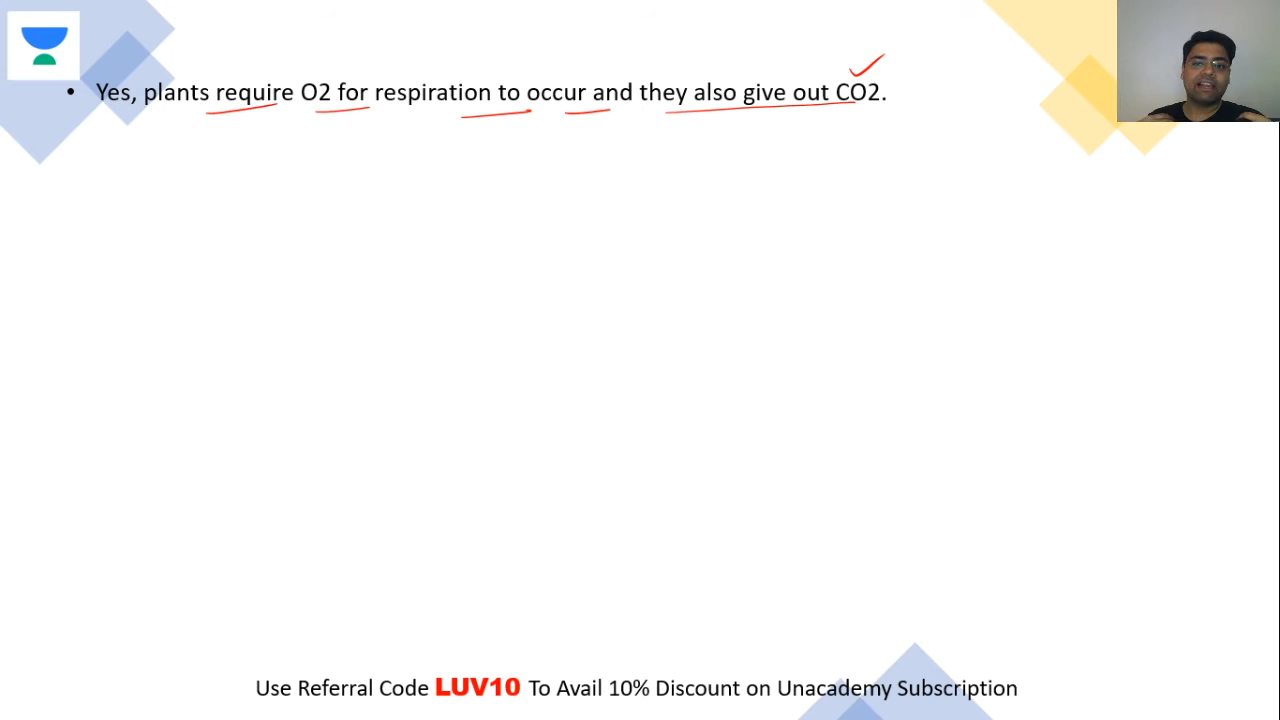 • Yes, plants require O2 for respiration to occur and they also give out CO2.
Use Referral Code LUV10 To Avail 10% Discount on Unacademy Subscription